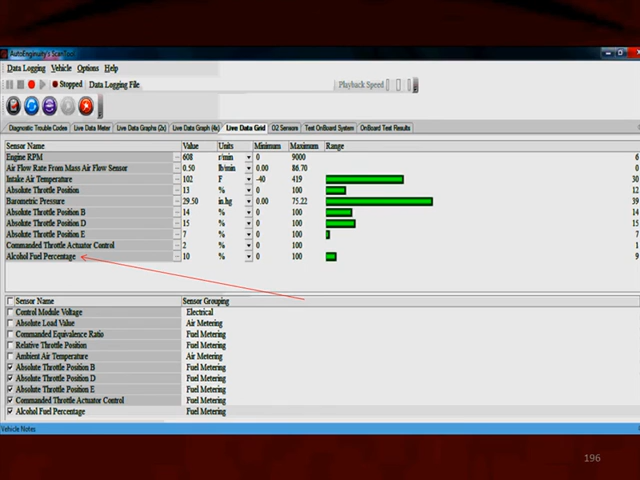 AutoEnginuity's ScanTool
Data Logging Vehicle Options Help
Stopped Data Logging File Playback Speed
Diagnostic Trouble Codes Live Data Meter Live Data Graphs (2x) Live Data Graph (4x) Live Data Grid O2 Sensors Test OnBoard System OnBoard Test Results
Sensor Name Value Units Minimum Maximum Range
Engine RPM 608 r/min 0 9000 6
Air Flow Rate From Mass Air Flow Sensor 0.50 lb/min 0.00 86.70
Intake Air Temperature 102 F -40 419 30
Absolute Throttle Position 13 % 0 100 12
Barometric Pressure 29.50 in.hg 0.00 75.22 39
Absolute Throttle Position B 14 % 0 100 14
Absolute Throttle Position D 15 % 0 100 15
Absolute Throttle Position E 7 % 0 100 7
Commanded Throttle Actuator Control 2 % 0 100 1
Alcohol Fuel Percentage 10 % 0 100 9
Sensor Name Sensor Grouping
Control Module Voltage Electrical
Absolute Load Value Air Metering
Commanded Equivalence Ratio Fuel Metering
Relative Throttle Position Fuel Metering
Ambient Air Temperature Air Metering
Absolute Throttle Position B Fuel Metering
Absolute Throttle Position D Fuel Metering
Absolute Throttle Position E Fuel Metering
Commanded Throttle Actuator Control Fuel Metering
Alcohol Fuel Percentage Fuel Metering
Vehicle Notes
196